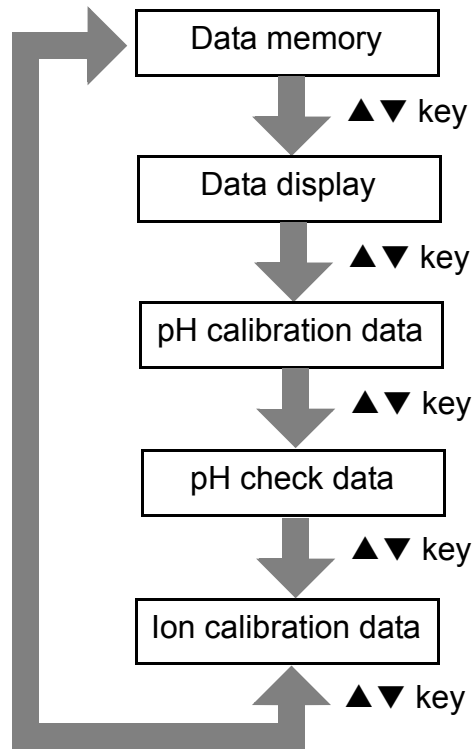 Data memory
▲▼ key
Data display
▲▼ key
pH calibration data
▲▼ key
pH check data
▲▼ key
Ion calibration data
▲▼ key